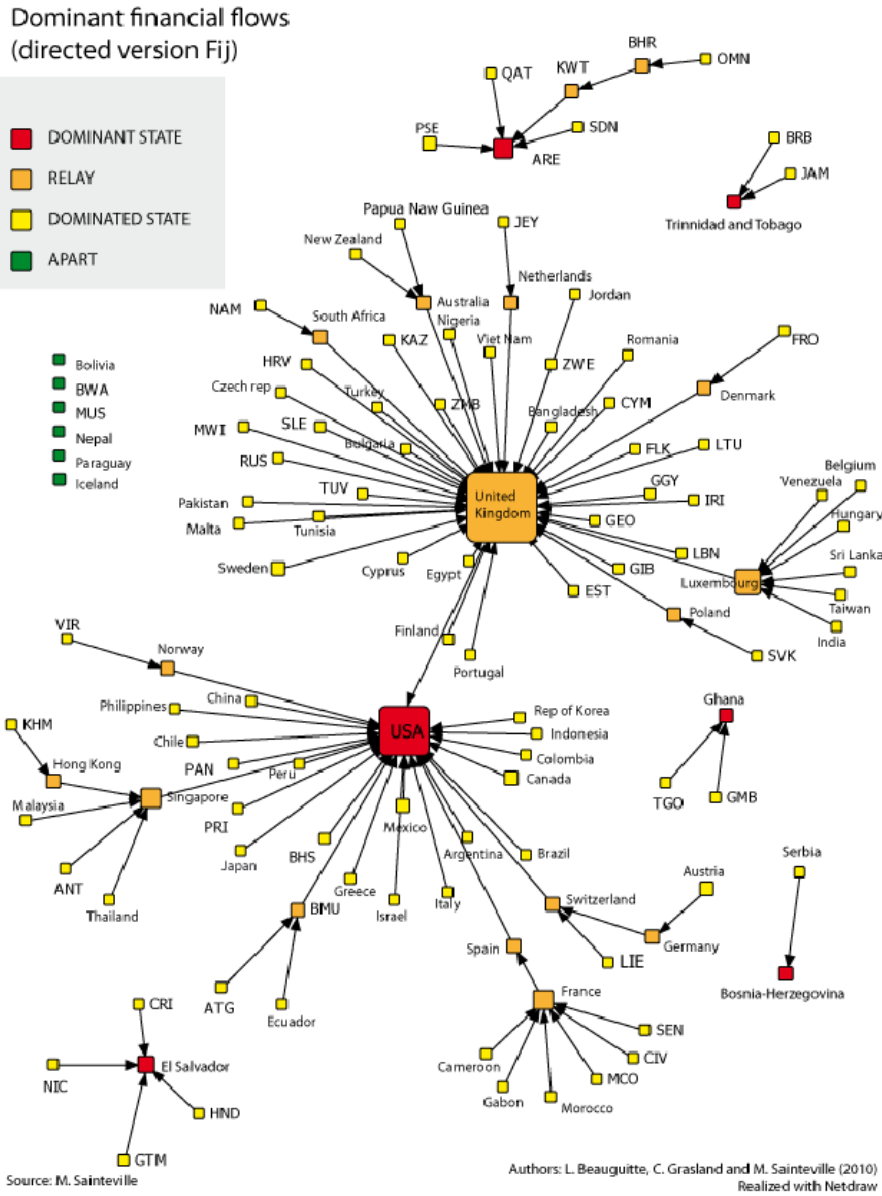 Dominant financial flows
(directed version Fij)
DOMINANT STATE
RELAY
DOMINATED STATE
APART
BHR
OMN
KWT
QAT
PSE
SDN
ARE
BRB
JAM
Trinnidad and Tobago
Papua Naw Guinea
JEY
New Zealand
Netherlands
Jordan
NAM
South Africa
Australia
Nigeria
KAZ
Viet Nam
Romania
FRO
HRV
ZWE
Czech rep
Turkey
ZMB
Bangladesh
CYM
Denmark
MWI
SLE
Bulgaria
FLK
LTU
RUS
TUV
United
Kingdom
GGY
IRI
Belgium
Venezuela
Hungary
Pakistan
Malta
Tunisia
GEO
LBN
Sri Lanka
Sweden
Cyprus
Egypt
GIB
EST
Luxembourg
Taiwan
India
Poland
SVK
Finland
Portugal
Bolivia
BWA
MUS
Nepal
Paraguay
Iceland
VIR
Norway
Philippines
China
USA
Rep of Korea
Indonesia
Colombia
Canada
Ghana
TGO
GMB
KHM
Chile
Hong Kong
PAN
Peru
Malaysia
Singapore
PRI
Mexico
Japan
BHS
Argentina
Brazil
ANT
Thailand
Greece
Israel
Italy
BMU
Switzerland
Austria
Serbia
Spain
Germany
LIE
ATG
Ecuador
France
Bosnia-Herzegovina
CRI
SEN
CIV
MCO
Cameroon
Gabon
Morocco
El Salvador
NIC
HND
GTM
Source: M. Sainteville
Authors: L. Beauguitte, C. Grasland and M. Sainteville (2010)
Realized with Netdraw